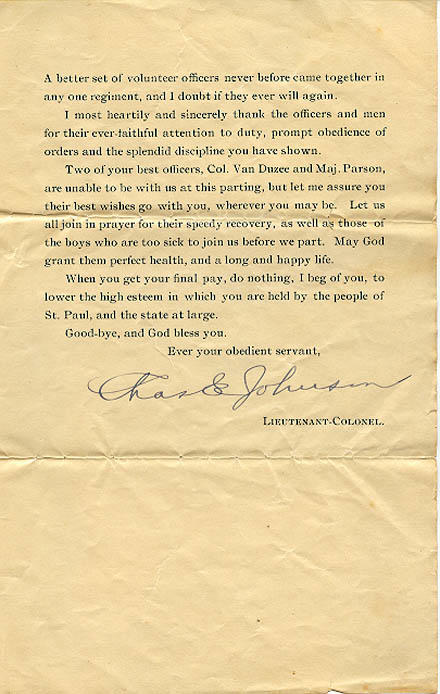 A better set of volunteer officers never before came together in
any one regiment, and I doubt if they ever will again.
I most heartily and sincerely thank the officers and men
for their ever-faithful attention to duty, prompt obedience of
orders and the splendid discipline you have shown.
Two of your best officers, Col. Van Duzee and Maj. Parson,
are unable to be with us at this parting, but let me assure you
their best wishes go with you, wherever you may be. Let us
all join in prayer for their speedy recovery, as well as those of
the boys who are too sick to join us before we part. May God
grant them perfect health, and a long and happy life.
When you get your final pay, do nothing, I beg of you, to
lower the high esteem in which you are held by the people of
St. Paul, and the state at large.
Good-bye, and God bless you.
Ever your obedient servant,
Chas E Johnson
LIEUTENANT-COLONEL.